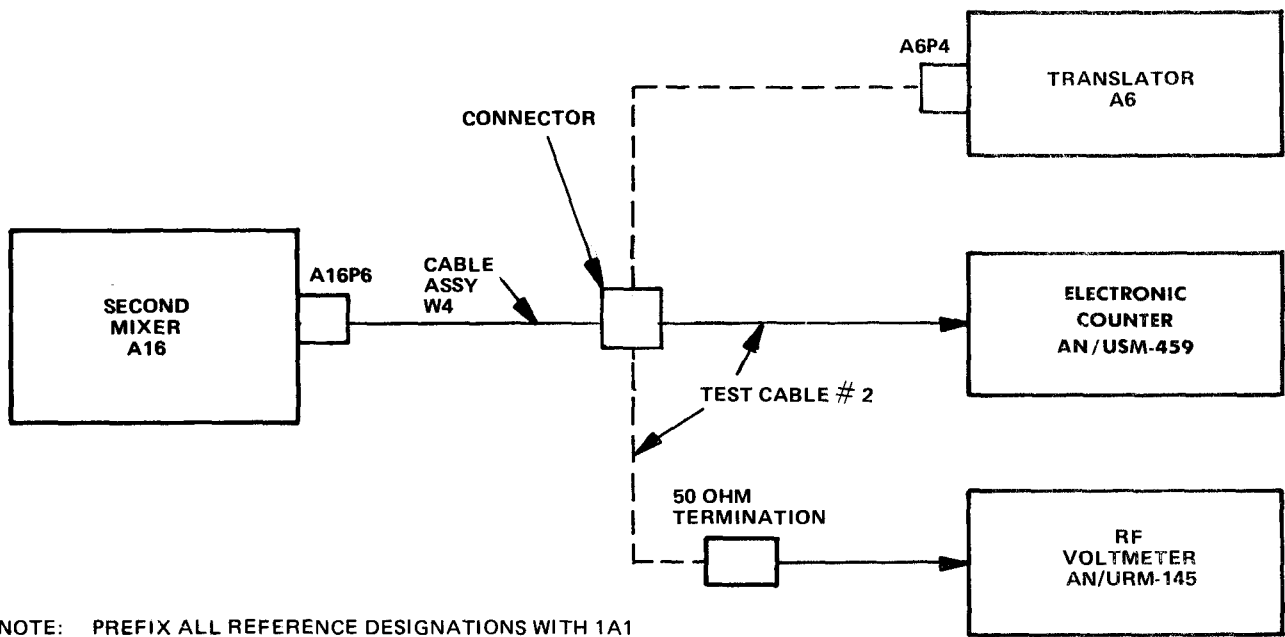 A6P4
TRANSLATOR
A6
CONNECTOR
A16P6
CABLE
ASSY
W4
SECOND
MIXER
A16
ELECTRONIC
COUNTER
AN/USM-459
TEST CABLE # 2
50 OHM
TERMINATION
RF
VOLTMETER
AN/URM-145
NOTE: PREFIX ALL REFERENCE DESIGNATIONS WITH 1A1